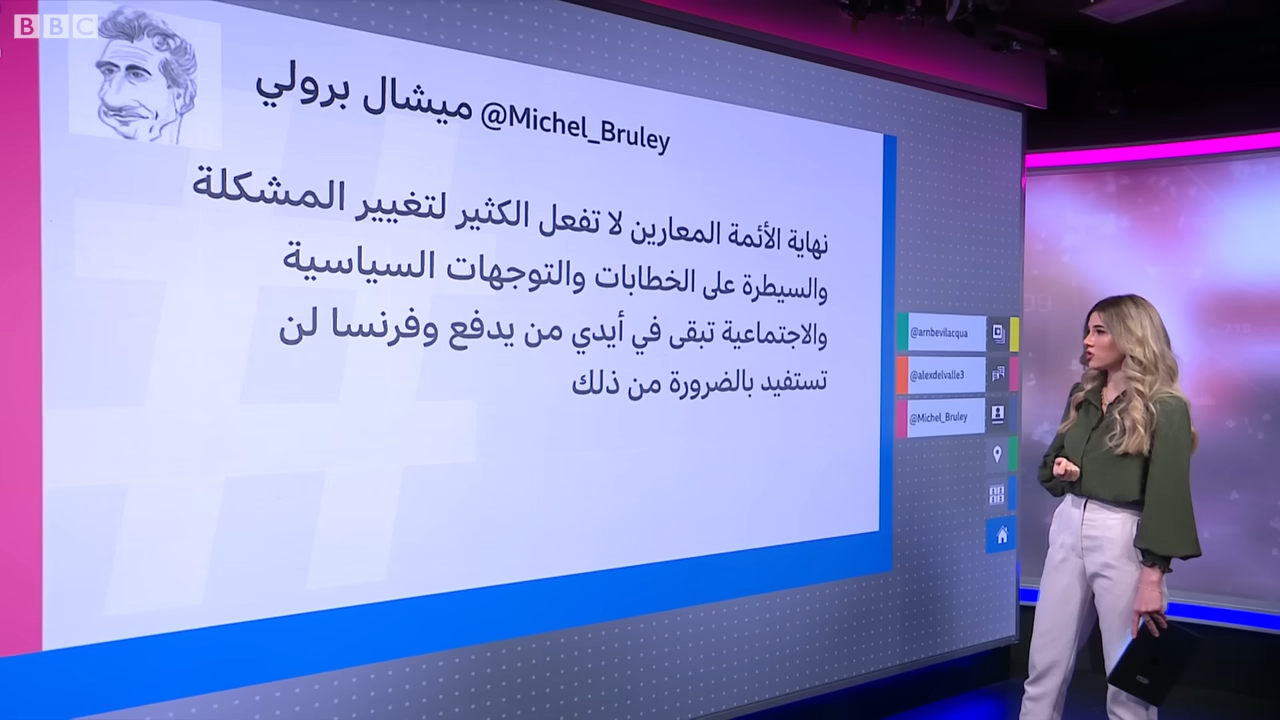 BBC
ميشال برولي @Michel_Bruley
نهاية الأئمة المعارين لا تفعل الكثير لتغيير المشكلة
والسيطرة على الخطابات والتوجهات السياسية
والاجتماعية تبقى في أيدي من يدفع وفرنسا لن
تستفيد بالضرورة من ذلك
@arnbevilacqua
@alexdelvalle3
@Michel_Bruley